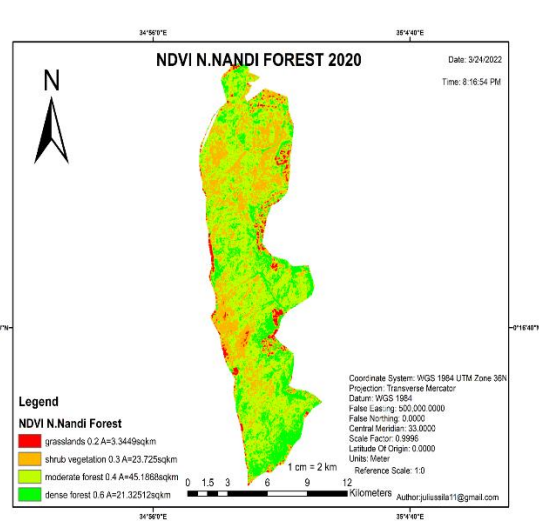 34°56'0"E 35°4'40"E
NDVI N.NANDI FOREST 2020
Date: 3/24/2022
Time: 8:16:54 PM
N
"N
0°16'40"N
Coordinate System: WGS 1984 UTM Zone 36N
Projection: Transverse Mercator
Datum: WGS 1984
False Easting: 500,000.0000
False Northing: 0.0000
Central Meridian: 33.0000
Scale Factor: 0.9996
Latitude Of Origin: 0.0000
Units: Meter
Reference Scale: 1:0
Legend
NDVI N.Nandi Forest
grasslands 0.2 A=3.3449sqkm
shrub vegetation 0.3 A=23.725sqkm
moderate forest 0.4 A=45.1868sqkm
dense forest 0.6 A=21.32512sqkm
1 cm = 2 km
0 1.5 3 6 9 12
Kilometers
Author:juliussila11@gmail.com
34°56'0"E 35°4'40"E